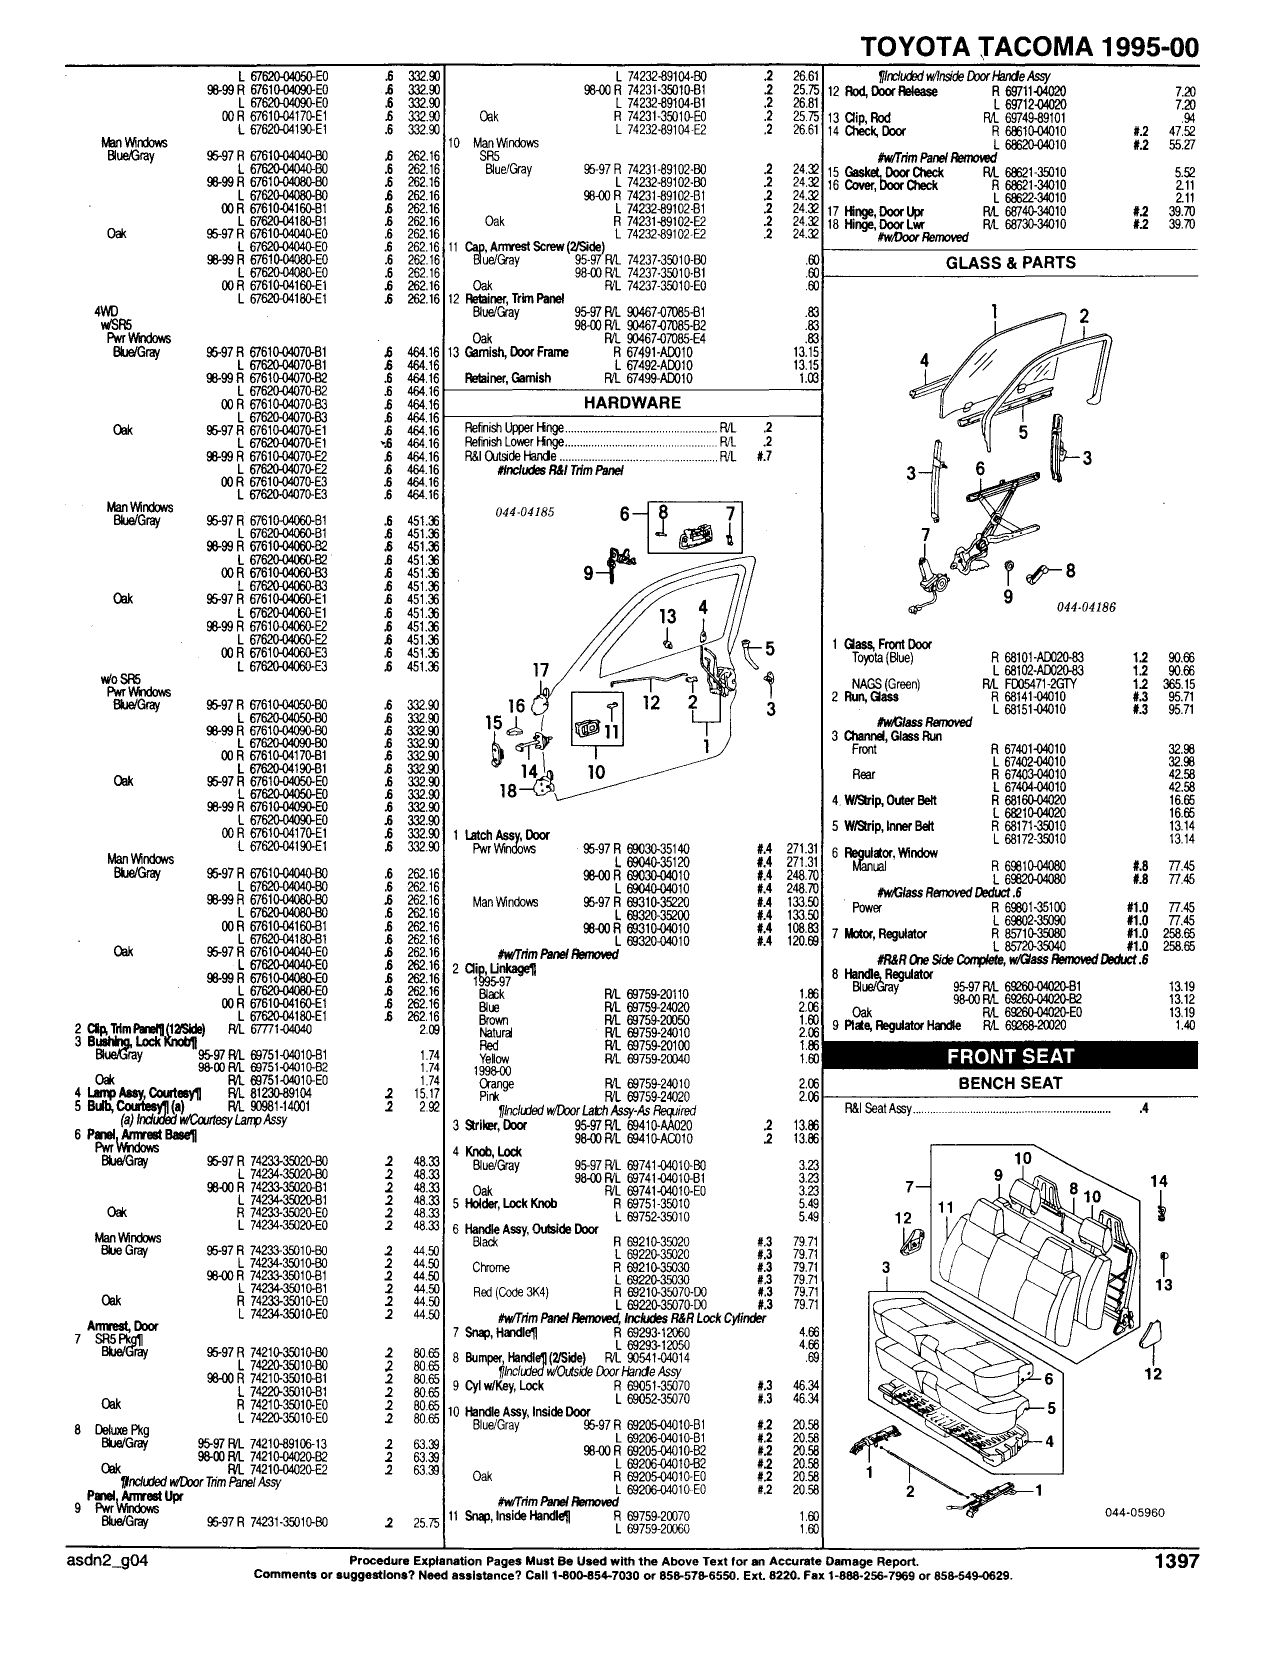 TOYOTA TACOMA 1995-00
L 67620-04050-E0 .6 332.90
98-99 R 67610-04090-E0 .6 332.90
L 67620-04090-E0 .6 332.90
00 R 67610-04170-E1 .6 332.90
L 67620-04190-E1 .6 332.90
Man Windows
Blue/Gray 95-97 R 67610-04040-B0 .6 262.16
L 67620-04040-B0 .6 262.16
98-99 R 67610-04080-B0 .6 262.16
L 67620-04080-B0 .6 262.16
00 R 67610-04160-B1 .6 262.16
L 67620-04180-B1 .6 262.16
Oak 95-97 R 67610-04040-E0 .6 262.16
L 67620-04040-E0 .6 262.16
98-99 R 67610-04080-E0 .6 262.16
L 67620-04080-E0 .6 262.16
00 R 67610-04160-E1 .6 262.16
L 67620-04180-E1 .6 262.16
4WD
w/SR5
Pwr Windows
Blue/Gray 95-97 R 67610-04070-B1 .6 464.16
L 67620-04070-B1 .6 464.16
98-99 R 67610-04070-B2 .6 464.16
L 67620-04070-B2 .6 464.16
00 R 67610-04070-B3 .6 464.16
L 67620-04070-B3 .6 464.16
Oak 95-97 R 67610-04070-E1 .6 464.16
L 67620-04070-E1 .6 464.16
98-99 R 67610-04070-E2 .6 464.16
L 67620-04070-E2 .6 464.16
00 R 67610-04070-E3 .6 464.16
L 67620-04070-E3 .6 464.16
Man Windows
Blue/Gray 95-97 R 67610-04060-B1 .6 451.36
L 67620-04060-B1 .6 451.36
98-99 R 67610-04060-B2 .6 451.36
L 67620-04060-B2 .6 451.36
00 R 67610-04060-B3 .6 451.36
L 67620-04060-B3 .6 451.36
Oak 95-97 R 67610-04060-E1 .6 451.36
L 67620-04060-E1 .6 451.36
98-99 R 67610-04060-E2 .6 451.36
L 67620-04060-E2 .6 451.36
00 R 67610-04060-E3 .6 451.36
L 67620-04060-E3 .6 451.36
w/o SR5
Pwr Windows
Blue/Gray 95-97 R 67610-04050-B0 .6 332.90
L 67620-04050-B0 .6 332.90
98-99 R 67610-04090-B0 .6 332.90
L 67620-04090-B0 .6 332.90
00 R 67610-04170-B1 .6 332.90
L 67620-04190-B1 .6 332.90
Oak 95-97 R 67610-04050-E0 .6 332.90
L 67620-04050-E0 .6 332.90
98-99 R 67610-04090-E0 .6 332.90
L 67620-04090-E0 .6 332.90
00 R 67610-04170-E1 .6 332.90
L 67620-04190-E1 .6 332.90
Man Windows
Blue/Gray 95-97 R 67610-04040-B0 .6 262.16
L 67620-04040-B0 .6 262.16
98-99 R 67610-04080-B0 .6 262.16
L 67620-04080-B0 .6 262.16
00 R 67610-04160-B1 .6 262.16
L 67620-04180-B1 .6 262.16
Oak 95-97 R 67610-04040-E0 .6 262.16
L 67620-04040-E0 .6 262.16
98-99 R 67610-04080-E0 .6 262.16
L 67620-04080-E0 .6 262.16
00 R 67610-04160-E1 .6 262.16
L 67620-04180-E1 .6 262.16
2 Clip, Trim Panel¶ (12/Side) R/L 67771-04040 2.09
3 Bushing, Lock Knob¶
Blue/Gray 95-97 R/L 69751-04010-B1 1.74
98-00 R/L 69751-04010-B2 1.74
Oak R/L 69751-04010-E0 1.74
4 Lamp Assy, Courtesy¶ R/L 81230-89104 .2 15.17
5 Bulb, Courtesy¶ (a) R/L 90981-14001 .2 2.92
(a) Included w/Courtesy Lamp Assy
6 Panel, Armrest Base¶
Pwr Windows
Blue/Gray 95-97 R 74233-35020-B0 .2 48.33
L 74234-35020-B0 .2 48.33
98-00 R 74233-35020-B1 .2 48.33
L 74234-35020-B1 .2 48.33
Oak R 74233-35020-E0 .2 48.33
L 74234-35020-E0 .2 48.33
Man Windows
Blue Gray 95-97 R 74233-35010-B0 .2 44.50
L 74234-35010-B0 .2 44.50
98-00 R 74233-35010-B1 .2 44.50
L 74234-35010-B1 .2 44.50
Oak R 74233-35010-E0 .2 44.50
L 74234-35010-E0 .2 44.50
Armrest, Door
7 SR5 Pkg¶
Blue/Gray 95-97 R 74210-35010-B0 .2 80.65
L 74220-35010-B0 .2 80.65
98-00 R 74210-35010-B1 .2 80.65
L 74220-35010-B1 .2 80.65
Oak R 74210-35010-E0 .2 80.65
L 74220-35010-E0 .2 80.65
8 Deluxe Pkg
Blue/Gray 95-97 R/L 74210-89106-13 .2 63.39
98-00 R/L 74210-04020-B2 .2 63.39
Oak R/L 74210-04020-E2 .2 63.39
¶Included w/Door Trim Panel Assy
Panel, Armrest Upr
9 Pwr Windows
Blue/Gray 95-97 R 74231-35010-B0 .2 25.75
L 74232-89104-B0 .2 26.61
98-00 R 74231-35010-B1 .2 25.75
L 74232-89104-B1 .2 26.81
Oak R 74231-35010-E0 .2 25.75
L 74232-89104-E2 .2 26.61
10 Man Windows
SR5
Blue/Gray 95-97 R 74231-89102-B0 .2 24.32
L 74232-89102-B0 .2 24.32
98-00 R 74231-89102-B1 .2 24.32
L 74232-89102-B1 .2 24.32
Oak R 74231-89102-E2 .2 24.32
L 74232-89102-E2 .2 24.32
11 Cap, Armrest Screw (2/Side)
Blue/Gray 95-97 R/L 74237-35010-B0 .60
98-00 R/L 74237-35010-B1 .60
Oak R/L 74237-35010-E0 .60
12 Retainer, Trim Panel
Blue/Gray 95-97 R/L 90467-07085-B1 .83
98-00 R/L 90467-07085-B2 .83
Oak R/L 90467-07085-E4 .83
13 Garnish, Door Frame R 67491-AD010 13.15
L 67492-AD010 13.15
Retainer, Garnish R/L 67499-AD010 1.03
HARDWARE
Refinish Upper Hinge R/L .2
Refinish Lower Hinge R/L .2
R&I Outside Handle R/L #.7
#Includes R&I Trim Panel
044-04185
6 8 7
9
13 4
5
17
16 12 2 3
15 11
1
14 10
18
1 Latch Assy, Door
Pwr Windows 95-97 R 69030-35140 #.4 271.31
L 69040-35120 #.4 271.31
98-00 R 69030-04010 #.4 248.70
L 69040-04010 #.4 248.70
Man Windows 95-97 R 69310-35220 #.4 133.50
L 69320-35200 #.4 133.50
98-00 R 69310-04010 #.4 108.83
L 69320-04010 #.4 120.69
#w/Trim Panel Removed
2 Clip, Linkage¶
1995-97
Black R/L 69759-20110 1.86
Blue R/L 69759-24020 2.06
Brown R/L 69759-20050 1.60
Natural R/L 69759-24010 2.06
Red R/L 69759-20100 1.86
Yellow R/L 69759-20040 1.60
1998-00
Orange R/L 69759-24010 2.06
Pink R/L 69759-24020 2.06
¶Included w/Door Latch Assy-As Required
3 Striker, Door 95-97 R/L 69410-AA020 .2 13.86
98-00 R/L 69410-AC010 .2 13.86
4 Knob, Lock
Blue/Gray 95-97 R/L 69741-04010-B0 3.23
98-00 R/L 69741-04010-B1 3.23
Oak R/L 69741-04010-E0 3.23
5 Holder, Lock Knob R 69751-35010 5.49
L 69752-35010 5.49
6 Handle Assy, Outside Door
Black R 69210-35020 #.3 79.71
L 69220-35020 #.3 79.71
Chrome R 69210-35030 #.3 79.71
L 69220-35030 #.3 79.71
Red (Code 3K4) R 69210-35070-D0 #.3 79.71
L 69220-35070-D0 #.3 79.71
#w/Trim Panel Removed, Includes R&R Lock Cylinder
7 Snap, Handle¶ R 69293-12060 4.66
L 69293-12050 4.66
8 Bumper, Handle¶ (2/Side) R/L 90541-04014 .69
¶Included w/Outside Door Handle Assy
9 Cyl w/Key, Lock R 69051-35070 #.3 46.34
L 69052-35070 #.3 46.34
10 Handle Assy, Inside Door
Blue/Gray 95-97 R 69205-04010-B1 #.2 20.58
L 69206-04010-B1 #.2 20.58
98-00 R 69205-04010-B2 #.2 20.58
L 69206-04010-B2 #.2 20.58
Oak R 69205-04010-E0 #.2 20.58
L 69206-04010-E0 #.2 20.58
#w/Trim Panel Removed
11 Snap, Inside Handle¶ R 69759-20070 1.60
L 69759-20060 1.60
¶Included w/Inside Door Handle Assy
12 Rod, Door Release R 69711-04020 7.20
L 69712-04020 7.20
13 Clip, Rod R/L 69749-89101 .94
14 Check, Door R 68610-04010 #.2 47.52
L 68620-04010 #.2 55.27
#w/Trim Panel Removed
15 Gasket, Door Check R/L 68621-35010 5.52
16 Cover, Door Check R 68621-34010 2.11
L 68622-34010 2.11
17 Hinge, Door Upr R/L 68740-34010 #.2 39.70
18 Hinge, Door Lwr R/L 68730-34010 #.2 39.70
#w/Door Removed
GLASS & PARTS
1
2
4
5
3 6 3
7
8
9
044-04186
1 Glass, Front Door
Toyota (Blue) R 68101-AD020-83 1.2 90.66
L 68102-AD020-83 1.2 90.66
NAGS (Green) R/L FD05471-2GTY 1.2 365.15
2 Run, Glass R 68141-04010 #.3 95.71
L 68151-04010 #.3 95.71
#w/Glass Removed
3 Channel, Glass Run
Front R 67401-04010 32.98
L 67402-04010 32.98
Rear R 67403-04010 42.58
L 67404-04010 42.58
4 W/Strip, Outer Belt R 68160-04020 16.65
L 68210-04020 16.65
5 W/Strip, Inner Belt R 68171-35010 13.14
L 68172-35010 13.14
6 Regulator, Window
Manual R 69810-04080 #.8 77.45
L 69820-04080 #.8 77.45
#w/Glass Removed Deduct .6
Power R 69801-35100 #1.0 77.45
L 69802-35090 #1.0 77.45
7 Motor, Regulator R 85710-35080 #1.0 258.65
L 85720-35040 #1.0 258.65
#R&R One Side Complete, w/Glass Removed Deduct .6
8 Handle, Regulator
Blue/Gray 95-97 R/L 69260-04020-B1 13.19
98-00 R/L 69260-04020-B2 13.12
Oak R/L 69260-04020-E0 13.19
9 Plate, Regulator Handle R/L 69268-20020 1.40
FRONT SEAT
BENCH SEAT
R&I Seat Assy .4
10
9 8 10 14
7
11
12
3 13
12
6
5
4
1
2 1
044-05960
asdn2_g04
Procedure Explanation Pages Must Be Used with the Above Text for an Accurate Damage Report.
Comments or suggestions? Need assistance? Call 1-800-854-7030 or 858-578-6550. Ext. 8220. Fax 1-888-256-7969 or 858-549-0629.
1397